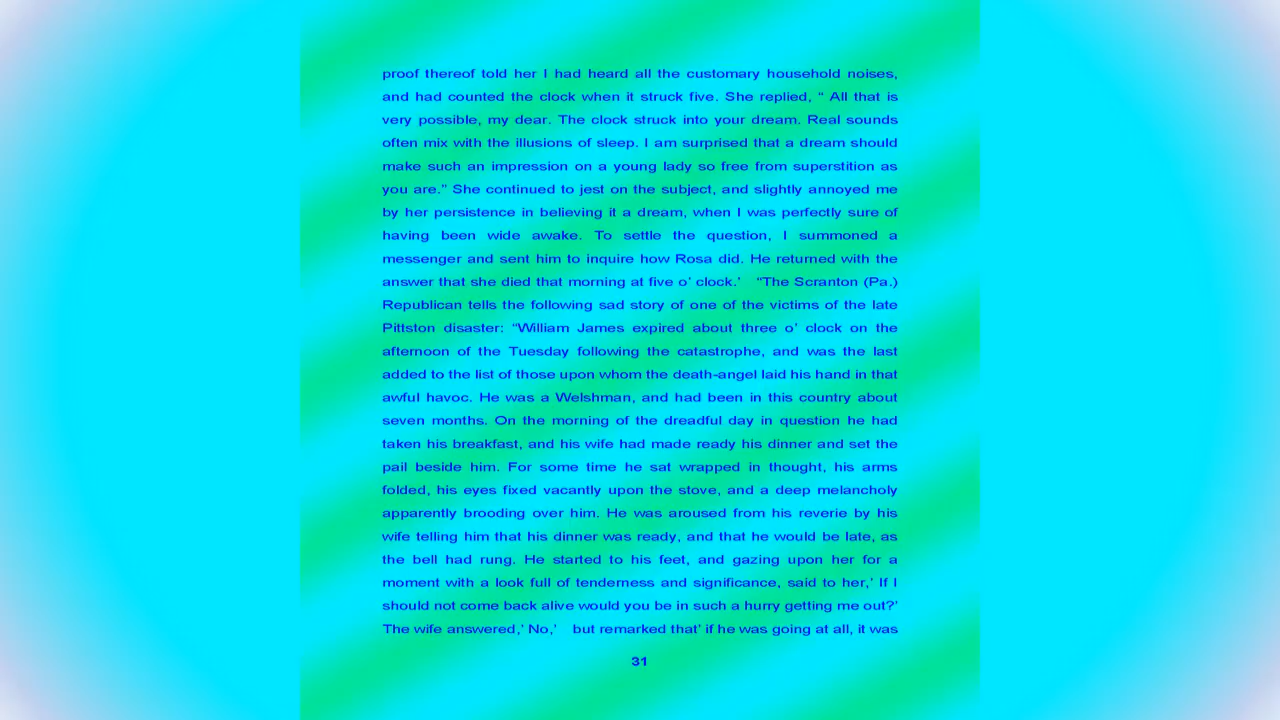 proof thereof told her I had heard all the customary household noises,
and had counted the clock when it struck five. She replied, “ All that is
very possible, my dear. The clock struck into your dream. Real sounds
often mix with the illusions of sleep. I am surprised that a dream should
make such an impression on a young lady so free from superstition as
you are.” She continued to jest on the subject, and slightly annoyed me
by her persistence in believing it a dream, when I was perfectly sure of
having been wide awake. To settle the question, I summoned a
messenger and sent him to inquire how Rosa did. He returned with the
answer that she died that morning at five o’ clock.’ “The Scranton (Pa.)
Republican tells the following sad story of one of the victims of the late
Pittston disaster: “William James expired about three o’ clock on the
afternoon of the Tuesday following the catastrophe, and was the last
added to the list of those upon whom the death-angel laid his hand in that
awful havoc. He was a Welshman, and had been in this country about
seven months. On the morning of the dreadful day in question he had
taken his breakfast, and his wife had made ready his dinner and set the
pail beside him. For some time he sat wrapped in thought, his arms
folded, his eyes fixed vacantly upon the stove, and a deep melancholy
apparently brooding over him. He was aroused from his reverie by his
wife telling him that his dinner was ready, and that he would be late, as
the bell had rung. He started to his feet, and gazing upon her for a
moment with a look full of tenderness and significance, said to her,’ If I
should not come back alive would you be in such a hurry getting me out?’
The wife answered,’ No,’ but remarked that’ if he was going at all, it was
31